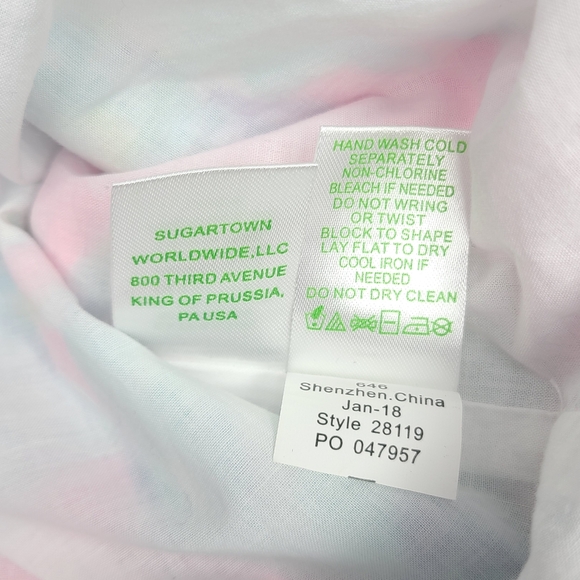 SUGARTOWN
WORLDWIDE,LLC
800 THIRD AVENUE
KING OF PRUSSIA,
PA USA
HAND WASH COLD
SEPARATELY
NON-CHLORINE
BLEACH IF NEEDED
DO NOT WRING
OR TWIST
BLOCK TO SHAPE
LAY FLAT TO DRY
COOL IRON IF
NEEDED
DO NOT DRY CLEAN
646
Shenzhen.China
Jan-18
Style 28119
PO 047957